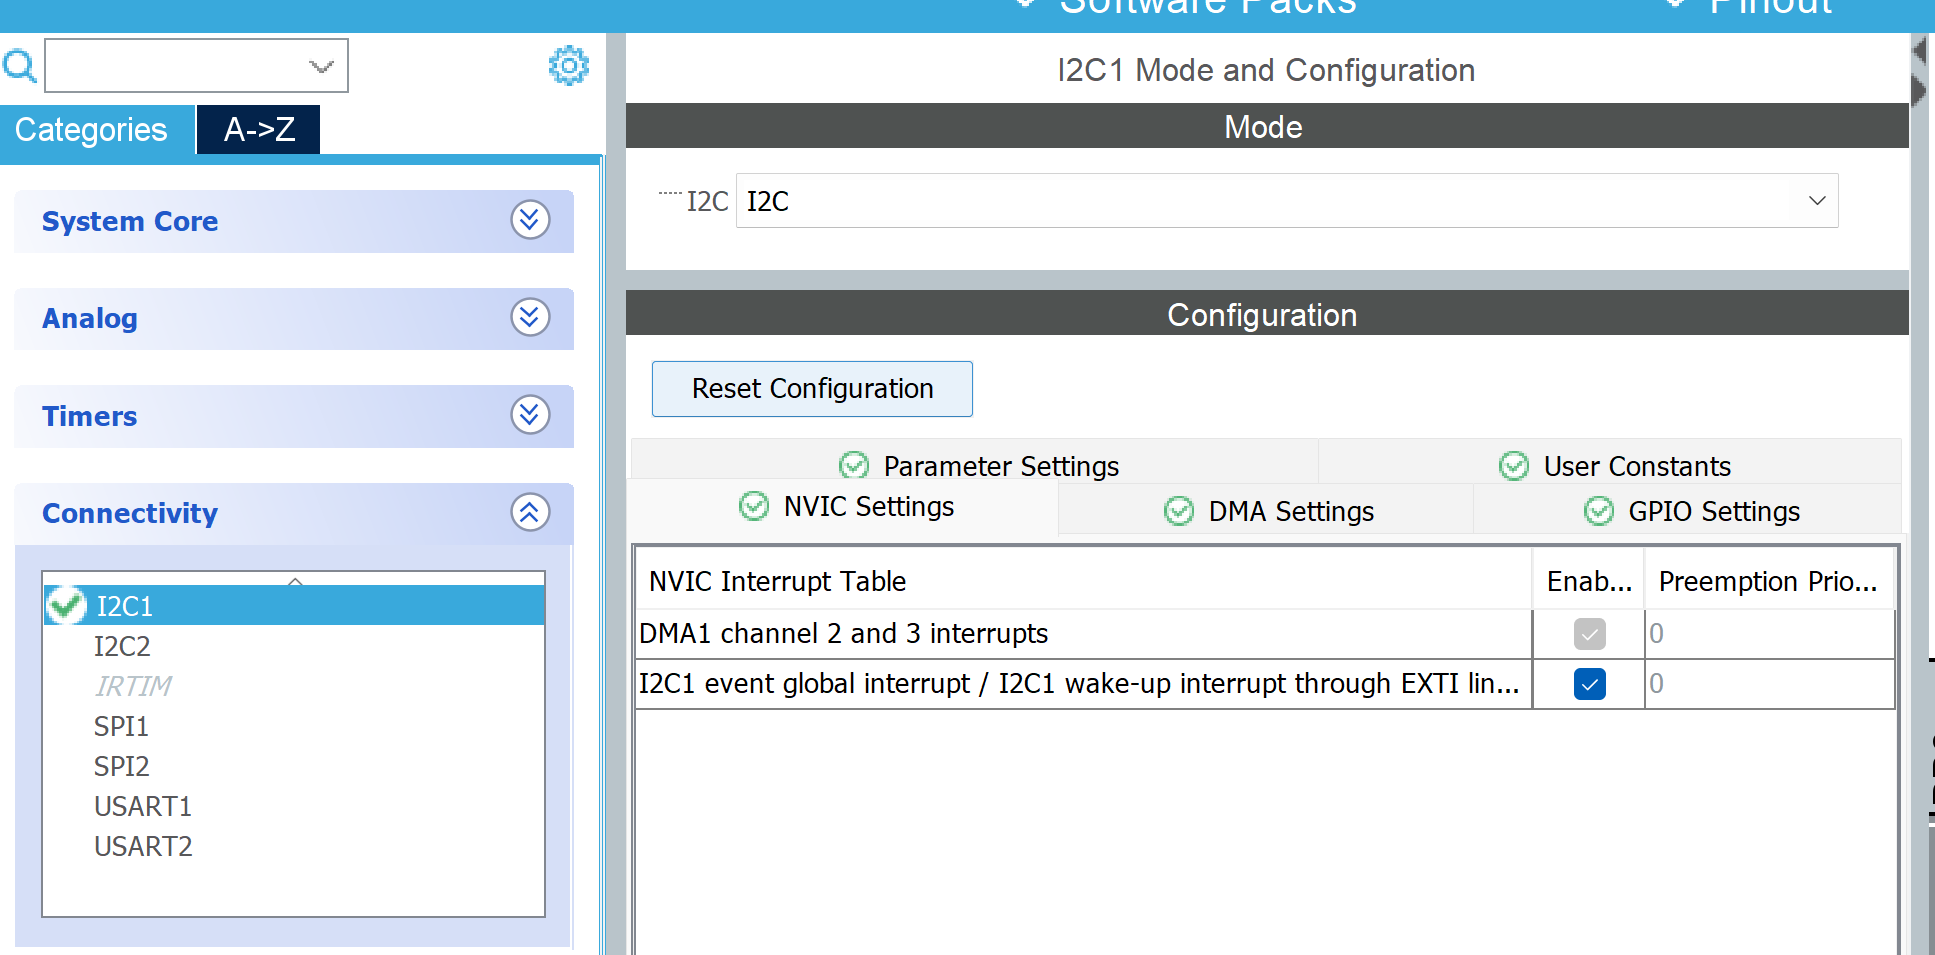 Software Packs
Pinout
Categories
A->Z
System Core
Analog
Timers
Connectivity
I2C1
I2C2
IRTIM
SPI1
SPI2
USART1
USART2
I2C1 Mode and Configuration
Mode
I2C I2C
Configuration
Reset Configuration
Parameter Settings
User Constants
NVIC Settings
DMA Settings
GPIO Settings
NVIC Interrupt Table Enab... Preemption Prio...
DMA1 channel 2 and 3 interrupts 0
I2C1 event global interrupt / I2C1 wake-up interrupt through EXTI lin... 0